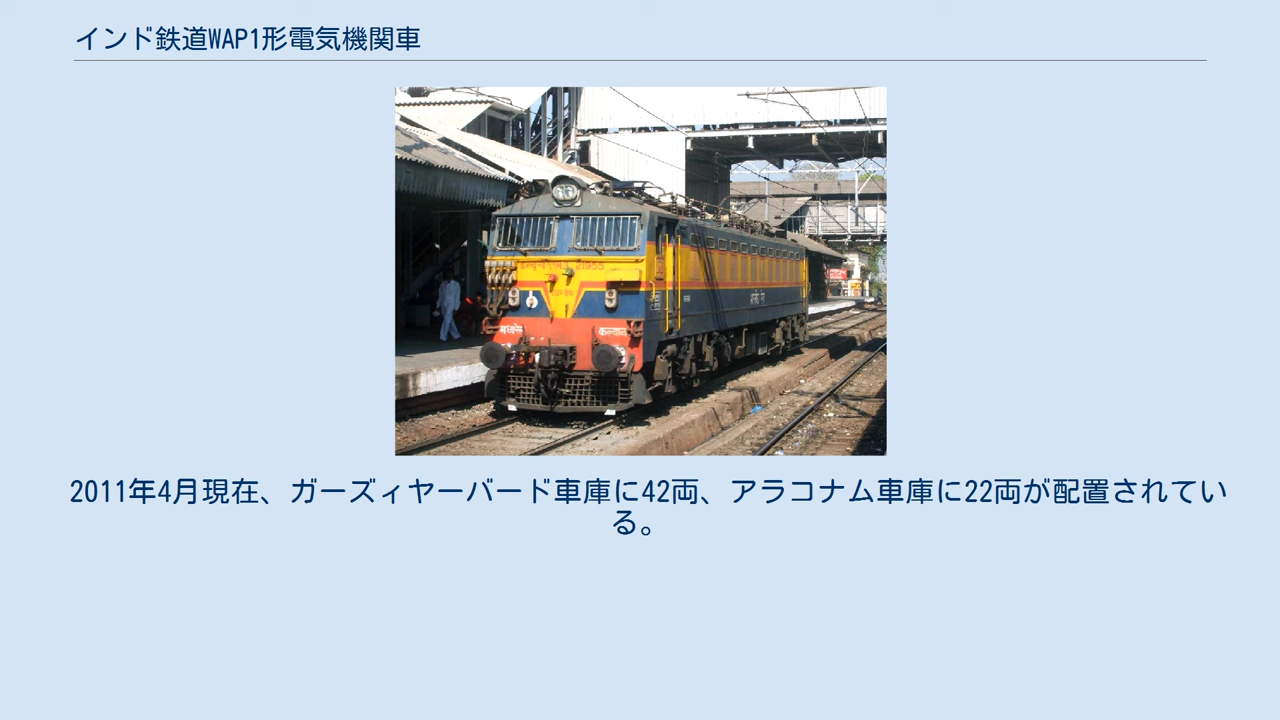 インド鉄道WAP1形電気機関車
2011年4月現在、ガーズィヤーバード車庫に42両、アラコナム車庫に22両が配置されてい
る。